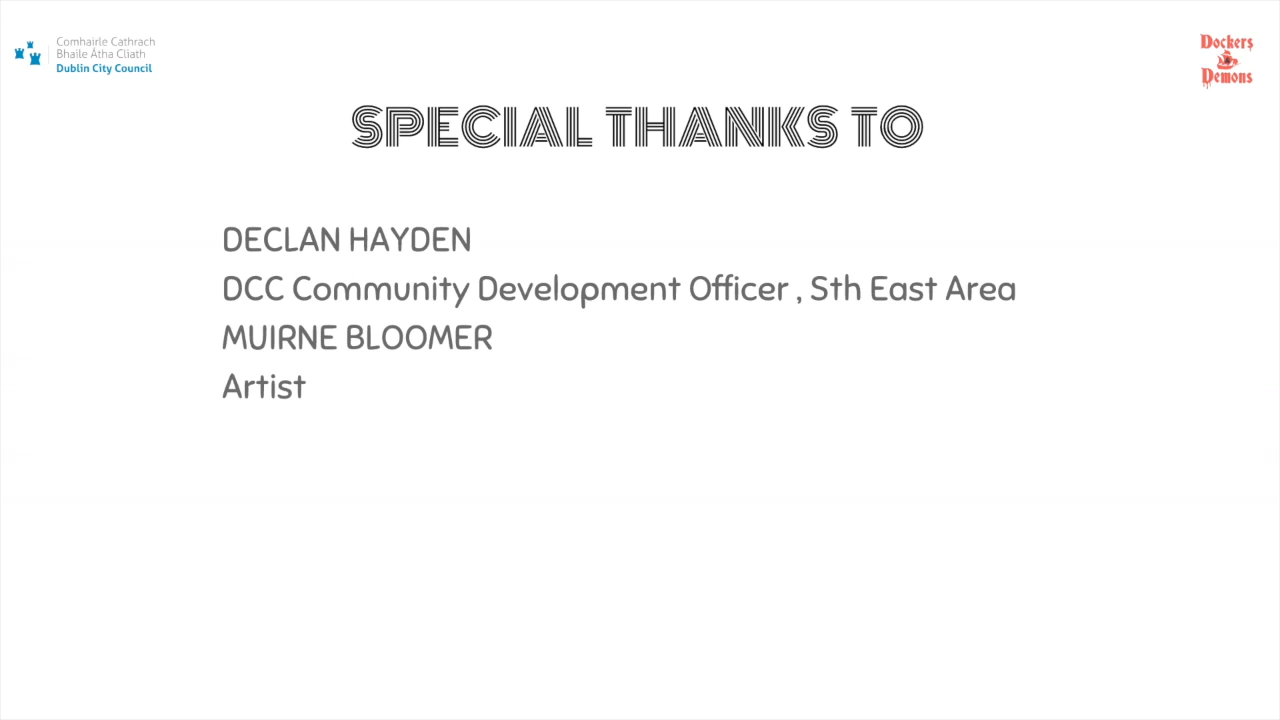 Comhairle Cathrach
Bhaile Átha Cliath
Dublin City Council
Dockers
Demons
SPECIAL THANKS TO
DECLAN HAYDEN
DCC Community Development Officer , Sth East Area
MUIRNE BLOOMER
Artist